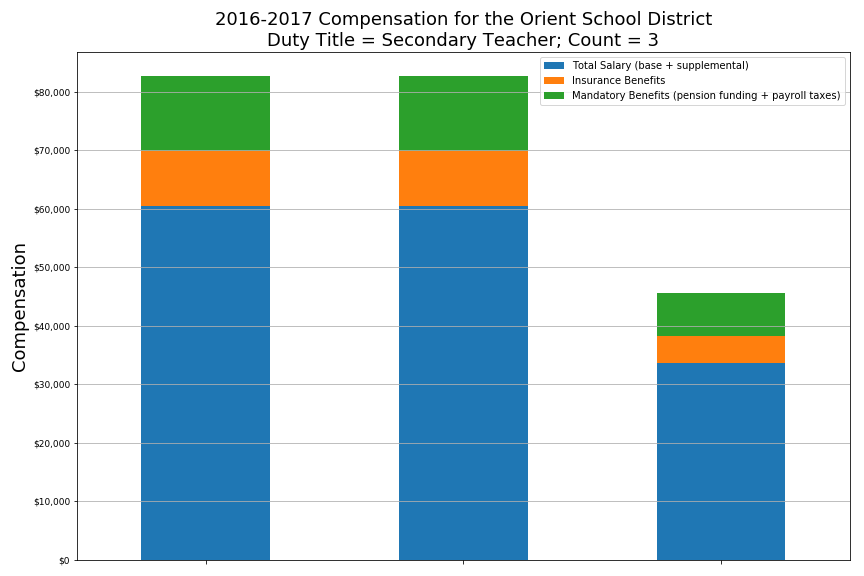 2016-2017 Compensation for the Orient School District
Duty Title = Secondary Teacher; Count = 3
Total Salary (base + supplemental)
Insurance Benefits
Mandatory Benefits (pension funding + payroll taxes)
Compensation
$80,000
$70,000
$60,000
$50,000
$40,000
$30,000
$20,000
$10,000
$0